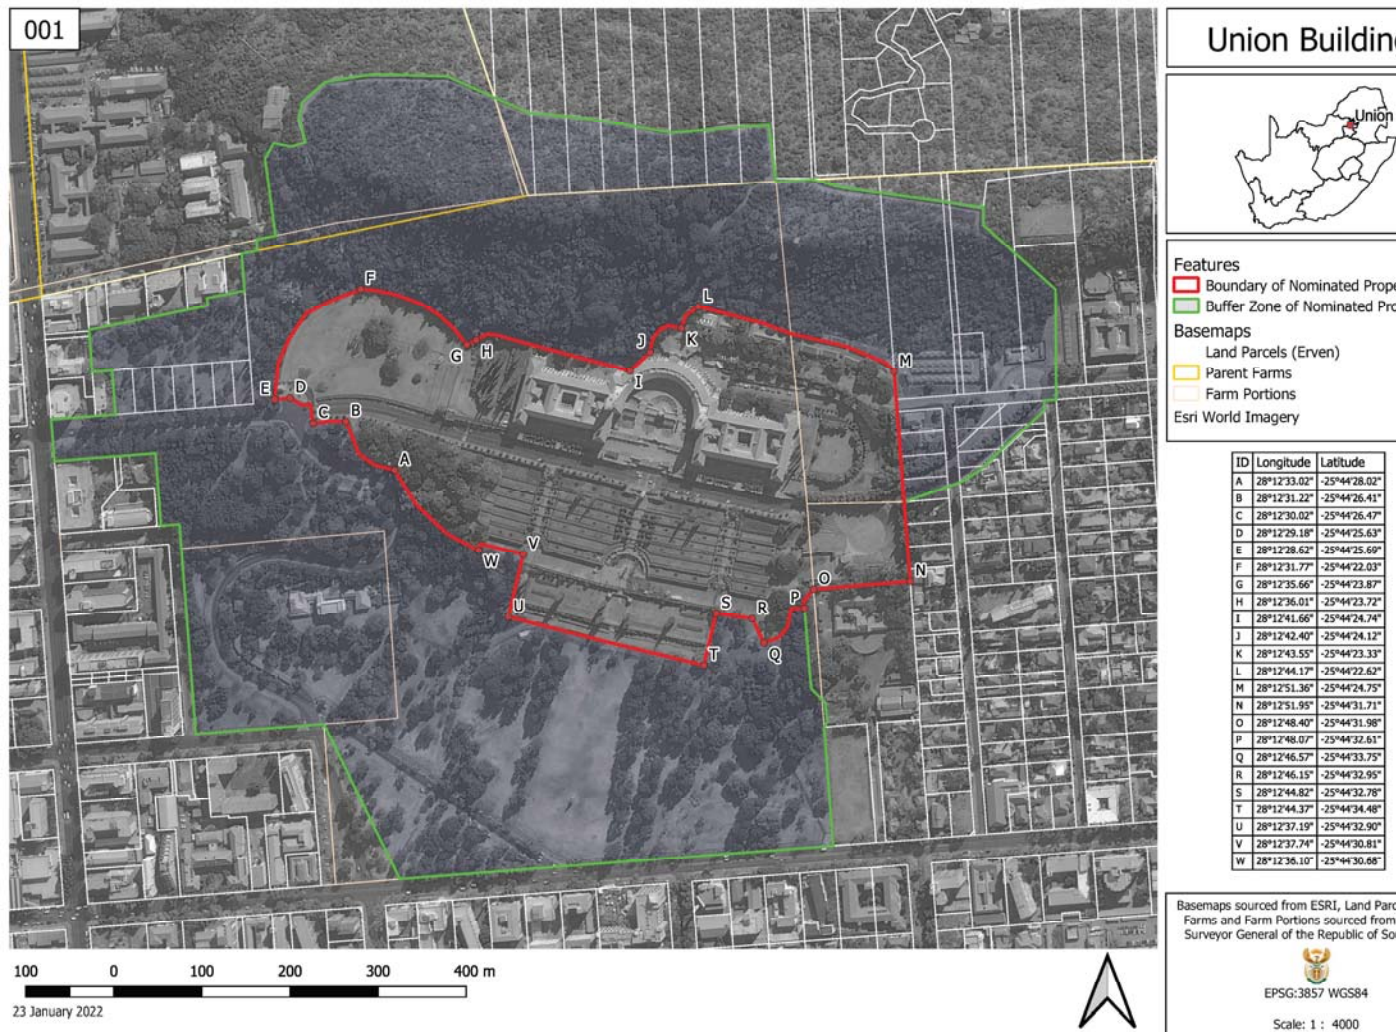 001
Union Building
Union
Features
Boundary of Nominated Prope
Buffer Zone of Nominated Pro
Basemaps
Land Parcels (Erven)
Parent Farms
Farm Portions
Esri World Imagery
ID Longitude Latitude
A 28°12'33.02" -25°44'28.02"
B 28°12'31.22" -25°44'26.41"
C 28°12'30.02" -25°44'26.47"
D 28°12'29.18" -25°44'25.63"
E 28°12'28.62" -25°44'25.69"
F 28°12'31.77" -25°44'22.03"
G 28°12'35.66" -25°44'23.87"
H 28°12'36.01" -25°44'23.72"
I 28°12'41.66" -25°44'24.74"
J 28°12'42.40" -25°44'24.12"
K 28°12'43.55" -25°44'23.33"
L 28°12'44.17" -25°44'22.62"
M 28°12'51.36" -25°44'24.75"
N 28°12'51.95" -25°44'31.71"
O 28°12'48.40" -25°44'31.98"
P 28°12'48.07" -25°44'32.61"
Q 28°12'46.57" -25°44'33.75"
R 28°12'46.15" -25°44'32.95"
S 28°12'44.82" -25°44'32.78"
T 28°12'44.37" -25°44'34.48"
U 28°12'37.19" -25°44'32.90"
V 28°12'37.74" -25°44'30.81"
W 28°12'36.10" -25°44'30.68"
Basemaps sourced from ESRI, Land Parc
Farms and Farm Portions sourced from
Surveyor General of the Republic of So
EPSG:3857 WGS84
Scale: 1 : 4000
F
L
G
H
J
K
I
M
E
D
C
B
A
W
V
U
S
R
P
O
N
T
Q
100 0 100 200 300 400 m
23 January 2022